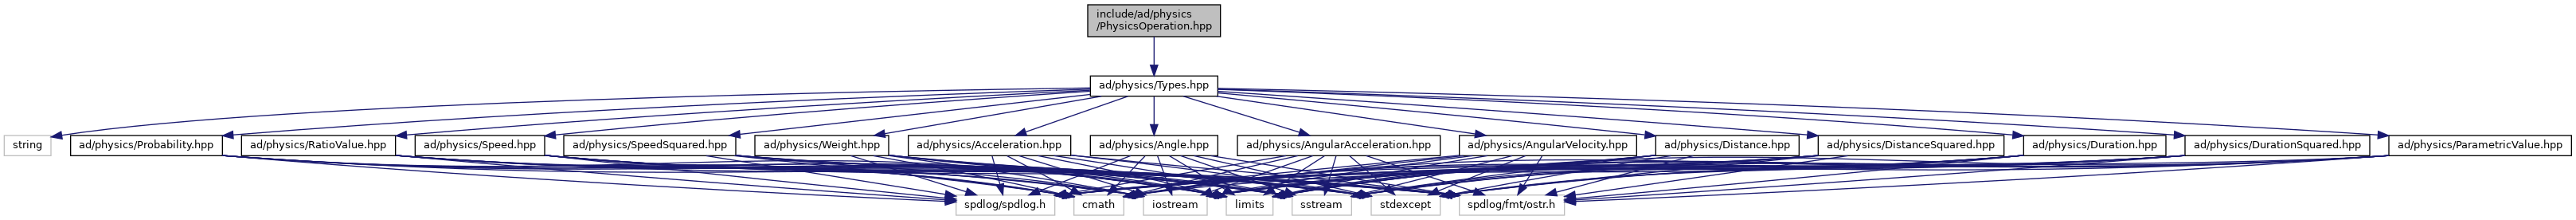 include/ad/physics
/PhysicsOperation.hpp
ad/physics/Types.hpp
string
ad/physics/Probability.hpp
ad/physics/RatioValue.hpp
ad/physics/Speed.hpp
ad/physics/SpeedSquared.hpp
ad/physics/Weight.hpp
ad/physics/Acceleration.hpp
ad/physics/Angle.hpp
ad/physics/AngularAcceleration.hpp
ad/physics/AngularVelocity.hpp
ad/physics/Distance.hpp
ad/physics/DistanceSquared.hpp
ad/physics/Duration.hpp
ad/physics/DurationSquared.hpp
ad/physics/ParametricValue.hpp
spdlog/spdlog.h
cmath
iostream
limits
sstream
stdexcept
spdlog/fmt/ostr.h